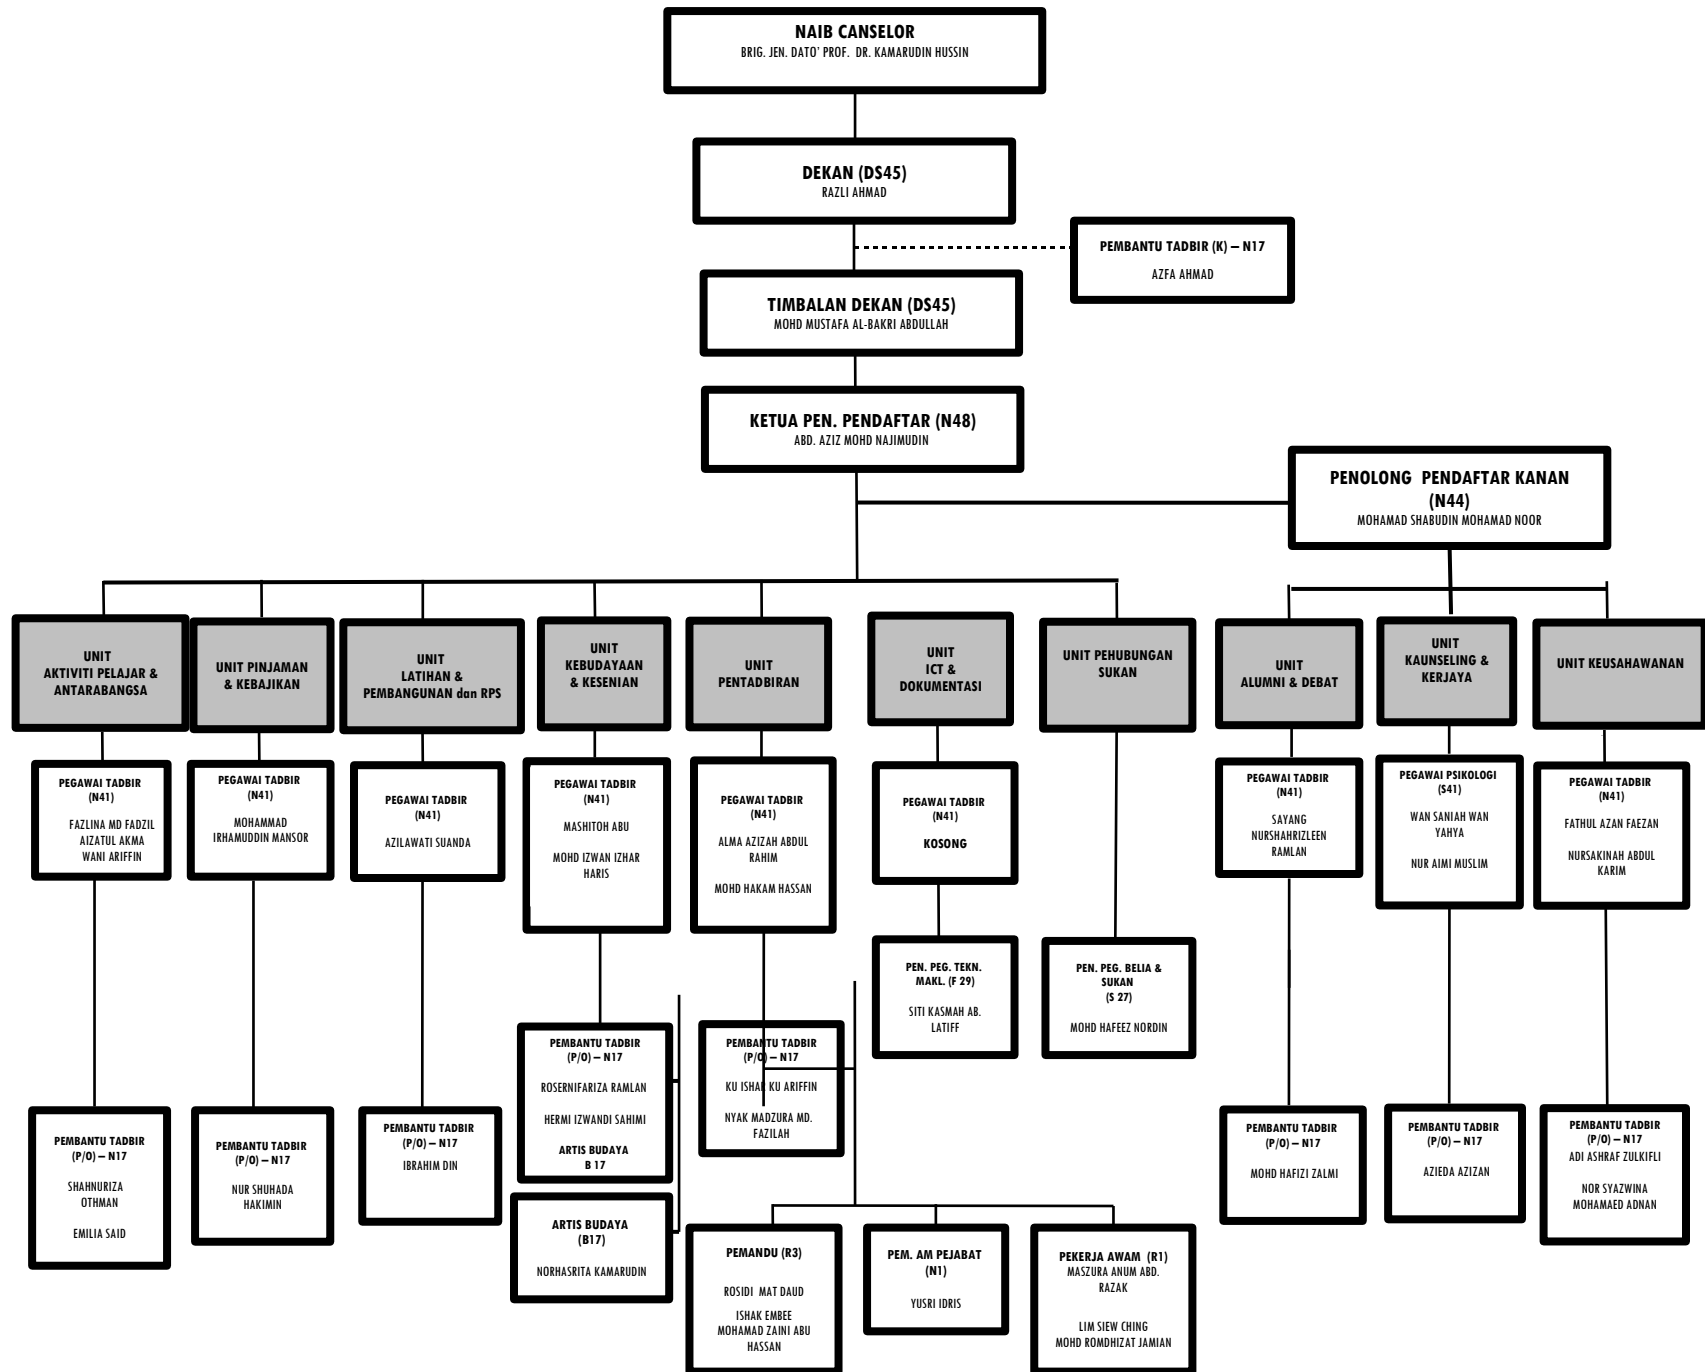 NAIB CANSELOR
BRIG. JEN. DATO' PROF. DR. KAMARUDIN HUSSIN
DEKAN (DS45)
RAZLI AHMAD
PEMBANTU TADBIR (K) – N17
AZFA AHMAD
TIMBALAN DEKAN (DS45)
MOHD MUSTAFA AL-BAKRI ABDULLAH
KETUA PEN. PENDAFTAR (N48)
ABD. AZIZ MOHD NAJIMUDIN
PENOLONG PENDAFTAR KANAN
(N44)
MOHAMAD SHABUDIN MOHAMAD NOOR
UNIT
AKTIVITI PELAJAR &
ANTARABANGSA
UNIT PINJAMAN
& KEBAJIKAN
UNIT
LATIHAN &
PEMBANGUNAN dan RPS
UNIT
KEBUDAYAAN
& KESENIAN
UNIT
PENTADBIRAN
UNIT
ICT &
DOKUMENTASI
UNIT PEHUBUNGAN
SUKAN
UNIT
ALUMNI & DEBAT
UNIT
KAUNSELING &
KERJAYA
UNIT KEUSAHAWANAN
PEGAWAI TADBIR
(N41)
FAZLINA MD FADZIL
AIZATUL AKMA
WANI ARIFFIN
PEGAWAI TADBIR
(N41)
MOHAMMAD
IRHAMUDDIN MANSOR
PEGAWAI TADBIR
(N41)
AZILAWATI SUANDA
PEGAWAI TADBIR
(N41)
MASHITOH ABU
MOHD IZWAN IZHAR
HARIS
PEGAWAI TADBIR
(N41)
ALMA AZIZAH ABDUL
RAHIM
MOHD HAKAM HASSAN
PEGAWAI TADBIR
(N41)
KOSONG
PEGAWAI TADBIR
(N41)
SAYANG
NURSHAHRIZLEEN
RAMLAN
PEGAWAI PSIKOLOGI
(S41)
WAN SANIAH WAN
YAHYA
NUR AIMI MUSLIM
PEGAWAI TADBIR
(N41)
FATHUL AZAN FAEZAN
NURSAKINAH ABDUL
KARIM
PEN. PEG. TEKN.
MAKL. (F 29)
SITI KASMAH AB.
LATIFF
PEN. PEG. BELIA &
SUKAN
(S 27)
MOHD HAFEEZ NORDIN
PEMBANTU TADBIR
(P/O) – N17
SHAHNURIZA
OTHMAN
EMILIA SAID
PEMBANTU TADBIR
(P/O) – N17
NUR SHUHADA
HAKIMIN
PEMBANTU TADBIR
(P/O) – N17
IBRAHIM DIN
PEMBANTU TADBIR
(P/O) – N17
ROSERNIFARIZA RAMLAN
HERMI IZWANDI SAHIMI
ARTIS BUDAYA
B 17
PEMBANTU TADBIR
(P/O) – N17
KU ISHAK KU ARIFFIN
NYAK MADZURA MD.
FAZILAH
PEMBANTU TADBIR
(P/O) – N17
MOHD HAFIZI ZALMI
PEMBANTU TADBIR
(P/O) – N17
AZIEDA AZIZAN
PEMBANTU TADBIR
(P/O) – N17
ADI ASHRAF ZULKIFLI
NOR SYAZWINA
MOHAMAED ADNAN
ARTIS BUDAYA
(B17)
NORHASRITA KAMARUDIN
PEMANDU (R3)
ROSIDI MAT DAUD
ISHAK EMBEE
MOHAMAD ZAINI ABU
HASSAN
PEM. AM PEJABAT
(N1)
YUSRI IDRIS
PEKERJA AWAM (R1)
MASZURA ANUM ABD.
RAZAK
LIM SIEW CHING
MOHD ROMDHIZAT JAMIAN